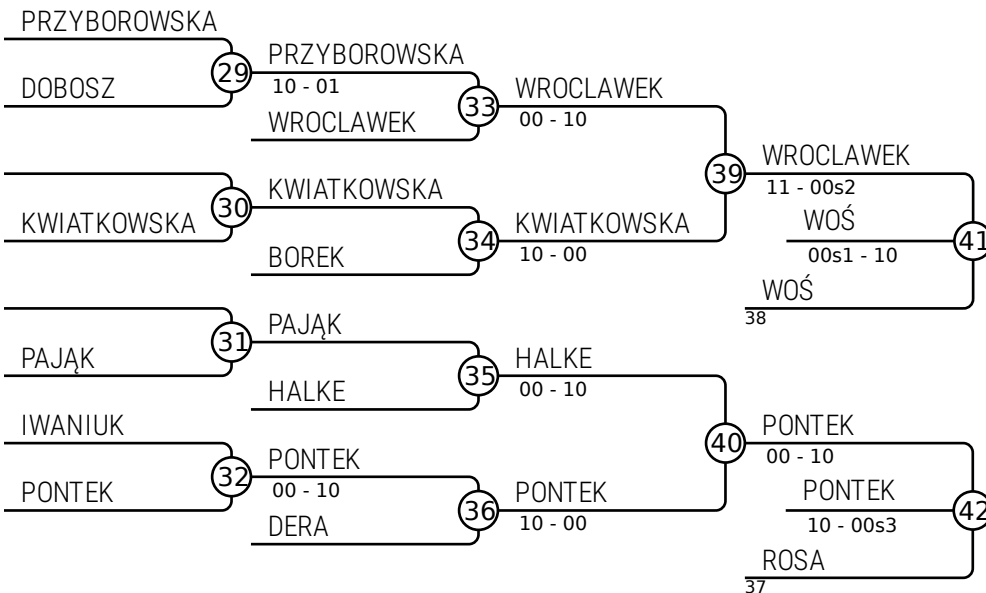 PRZYBOROWSKA
DOBOSZ
29
PRZYBOROWSKA
10 - 01
WROCLAWEK
33
WROCLAWEK
00 - 10
KWIATKOWSKA
30
KWIATKOWSKA
BOREK
34
KWIATKOWSKA
10 - 00
39
WROCLAWEK
11 - 00s2
WOŚ
00s1 - 10
41
WOŚ
38
PAJĄK
31
PAJĄK
HALKE
35
HALKE
00 - 10
IWANIUK
PONTEK
32
PONTEK
00 - 10
DERA
36
PONTEK
10 - 00
40
PONTEK
00 - 10
PONTEK
10 - 00s3
42
ROSA
37